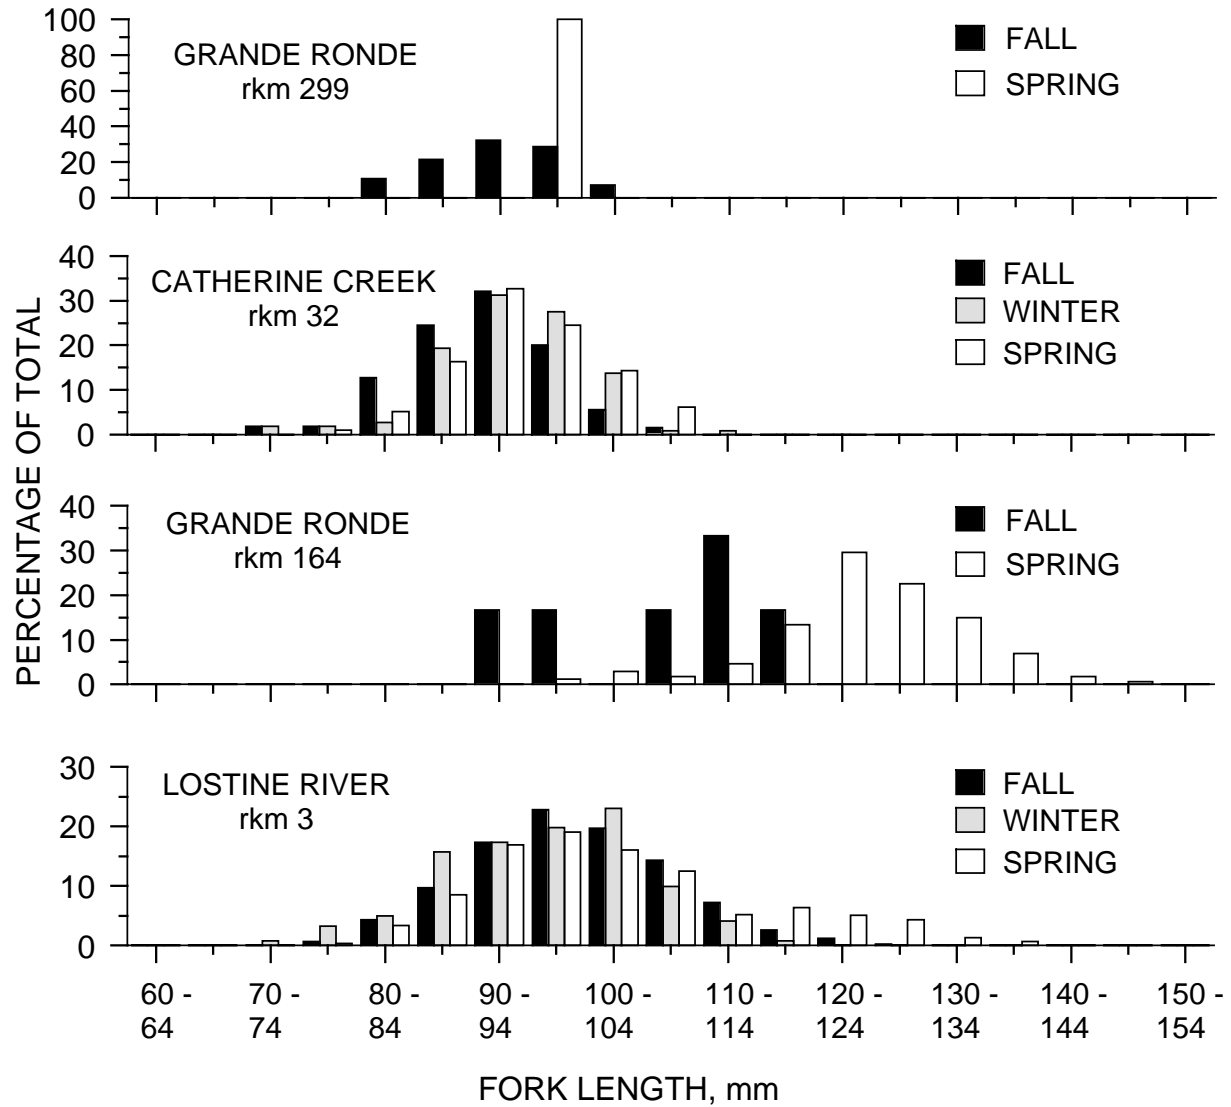 PERCENTAGE OF TOTAL
GRANDE RONDE
rkm 299
FALL
SPRING
100
80
60
40
20
0
CATHERINE CREEK
rkm 32
FALL
WINTER
SPRING
40
30
20
10
0
GRANDE RONDE
rkm 164
FALL
SPRING
40
30
20
10
0
LOSTINE RIVER
rkm 3
FALL
WINTER
SPRING
30
20
10
0
60 - 70 - 80 - 90 - 100 - 110 - 120 - 130 - 140 - 150 -
64 74 84 94 104 114 124 134 144 154
FORK LENGTH, mm